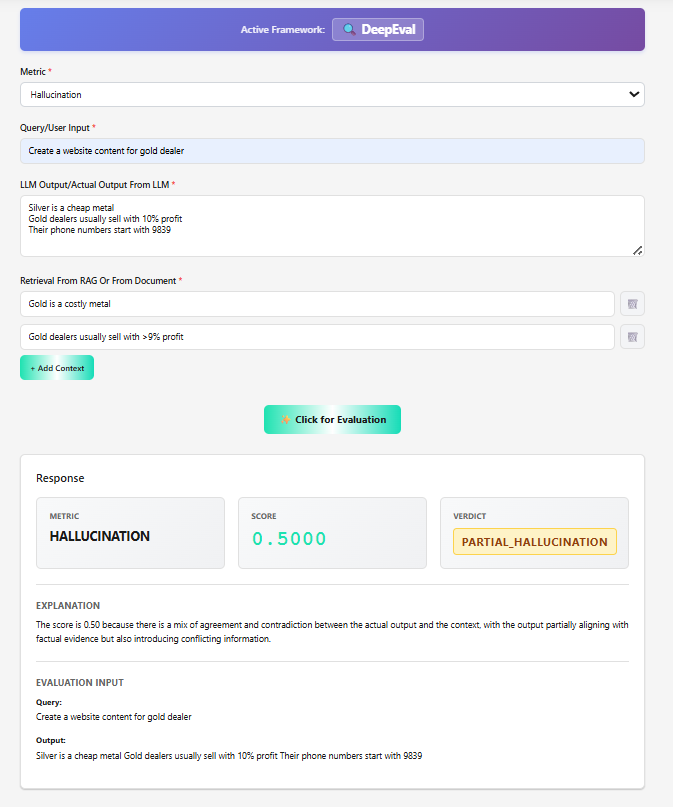 Active Framework: 🔍 DeepEval
Metric *
Hallucination
Query/User Input *
Create a website content for gold dealer
LLM Output/Actual Output From LLM *
Silver is a cheap metal
Gold dealers usually sell with 10% profit
Their phone numbers start with 9839
Retrieval From RAG Or From Document *
Gold is a costly metal
Gold dealers usually sell with >9% profit
+ Add Context
✨ Click for Evaluation
Response
METRIC
HALLUCINATION
SCORE
0.5000
VERDICT
PARTIAL_HALLUCINATION
EXPLANATION
The score is 0.50 because there is a mix of agreement and contradiction between the actual output and the context, with the output partially aligning with
factual evidence but also introducing conflicting information.
EVALUATION INPUT
Query:
Create a website content for gold dealer
Output:
Silver is a cheap metal Gold dealers usually sell with 10% profit Their phone numbers start with 9839